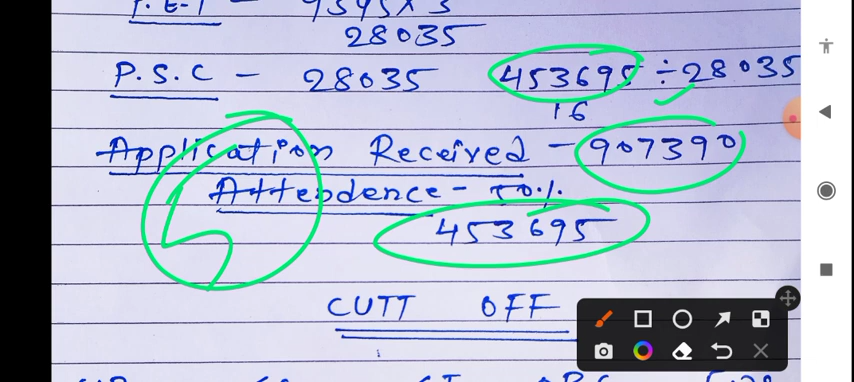 28035
P.S.C - 28035 453695 ÷ 28035
16
Application Received - 907390
Attendence - 50%
453695
CUTT OFF